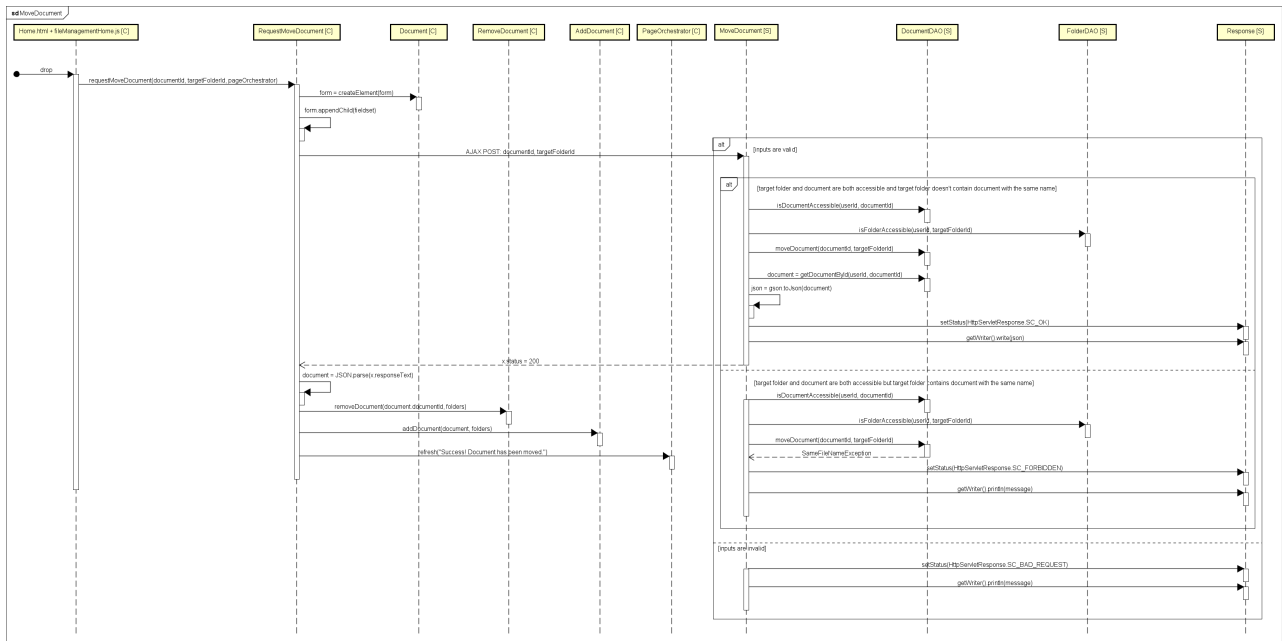 sd MoveDocument
Home.html + fileManagementHome.js [C]
RequestMoveDocument [C]
Document [C]
RemoveDocument [C]
AddDocument [C]
PageOrchestrator [C]
MoveDocument [S]
DocumentDAO [S]
FolderDAO [S]
Response [S]
drop
requestMoveDocument(documentId, targetFolderId, pageOrchestrator)
form = createElement(form)
form.appendChild(fieldset)
AJAX POST: documentId, targetFolderId
alt
[inputs are valid]
alt
[target folder and document are both accessible and target folder doesn't contain document with the same name]
isDocumentAccessible(userId, documentId)
isFolderAccessible(userId, targetFolderId)
moveDocument(documentId, targetFolderId)
document = getDocumentById(userId, documentId)
json = gson.toJson(document)
setStatus(HttpServletResponse.SC_OK)
getWriter().write(json)
x.status = 200
document = JSON.parse(x.responseText)
[target folder and document are both accessible but target folder contains document with the same name]
isDocumentAccessible(userId, documentId)
removeDocument(document.documentId, folders)
isFolderAccessible(userId, targetFolderId)
addDocument(document, folders)
moveDocument(documentId, targetFolderId)
refresh("Success! Document has been moved.")
SameFileNameException
setStatus(HttpServletResponse.SC_FORBIDDEN)
getWriter().println(message)
[inputs are invalid]
setStatus(HttpServletResponse.SC_BAD_REQUEST)
getWriter().println(message)